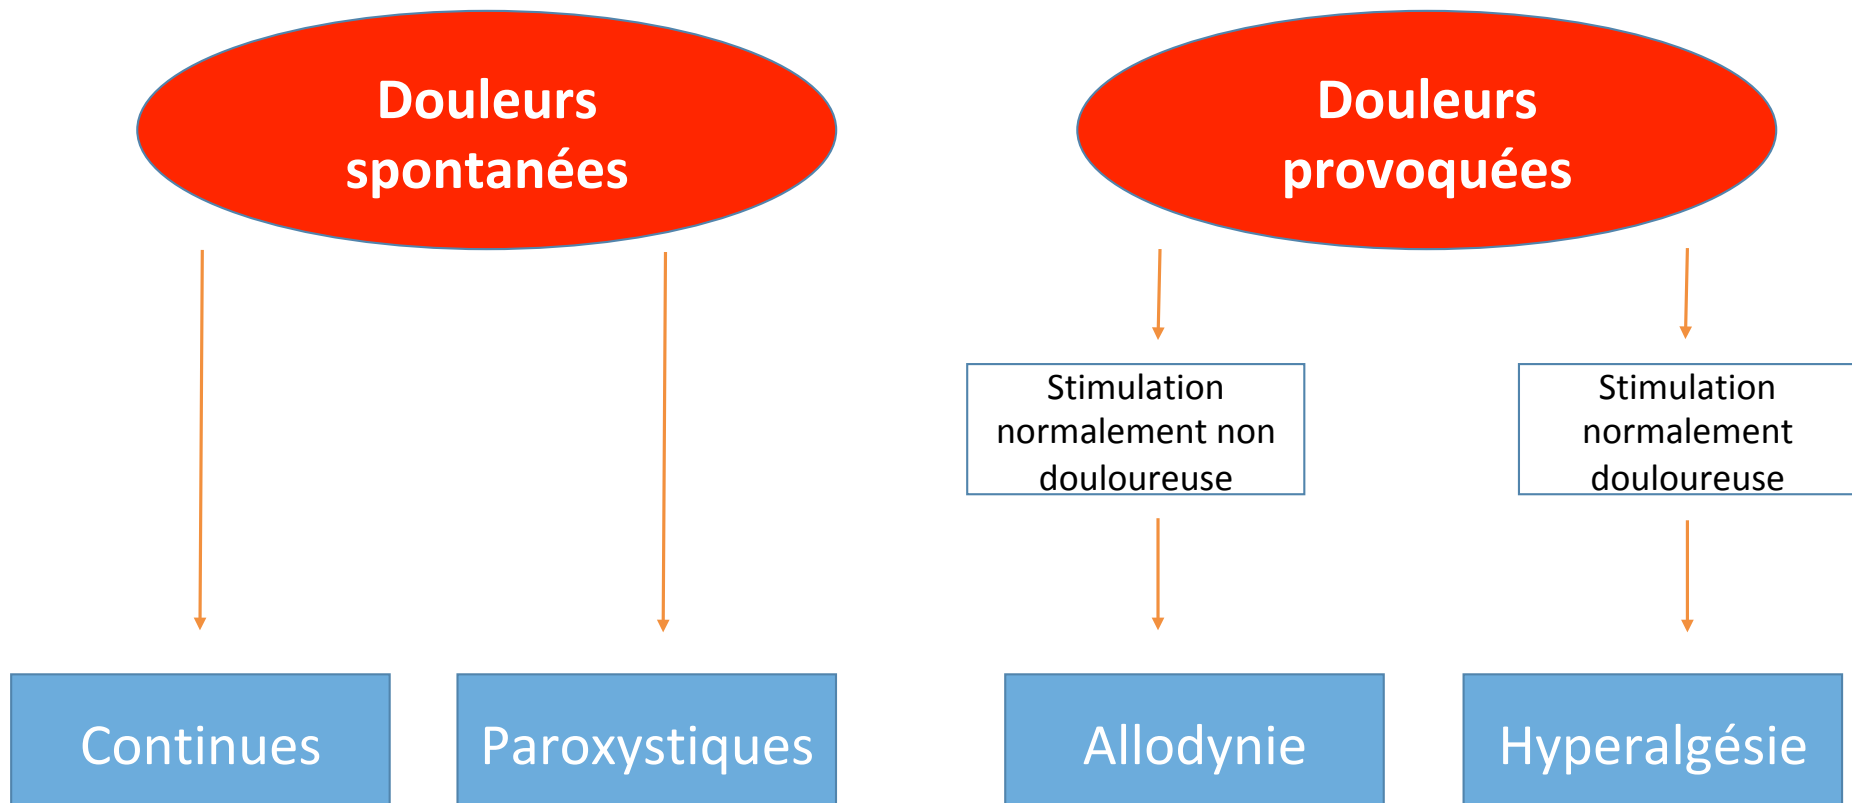 Douleurs
spontanées
Douleurs
provoquées
Stimulation
normalement non
douloureuse
Stimulation
normalement
douloureuse
Continues
Paroxystiques
Allodynie
Hyperalgésie